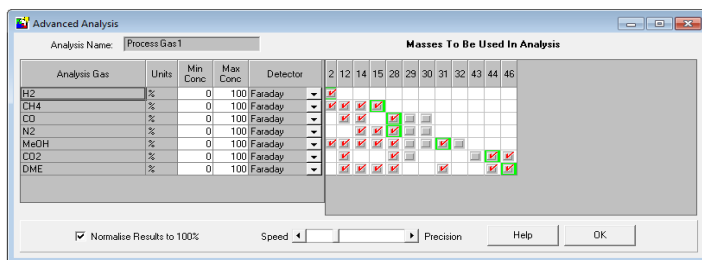 Advanced Analysis
Analysis Name: Process Gas1 Masses To Be Used In Analysis
Analysis Gas Units Min Conc Max Conc Detector 2 12 14 15 28 29 30 31 32 43 44 46
H2 % 0 100 Faraday
CH4 % 0 100 Faraday
CO % 0 100 Faraday
N2 % 0 100 Faraday
MeOH % 0 100 Faraday
CO2 % 0 100 Faraday
DME % 0 100 Faraday
Normalise Results to 100% Speed Precision Help OK